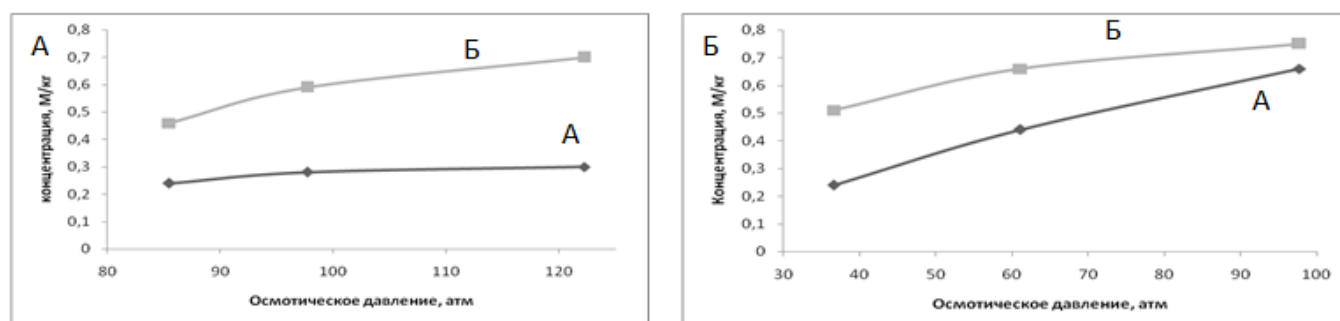 А
концентрация, М/кг
0,8
0,7
0,6
0,5
0,4
0,3
0,2
0,1
0
Б
А
80 90 100 110 120
Осмотическое давление, атм
Б
Концентрация, М/кг
0,8
0,7
0,6
0,5
0,4
0,3
0,2
0,1
0
Б
А
30 40 50 60 70 80 90 100
Осмотическое давление, атм